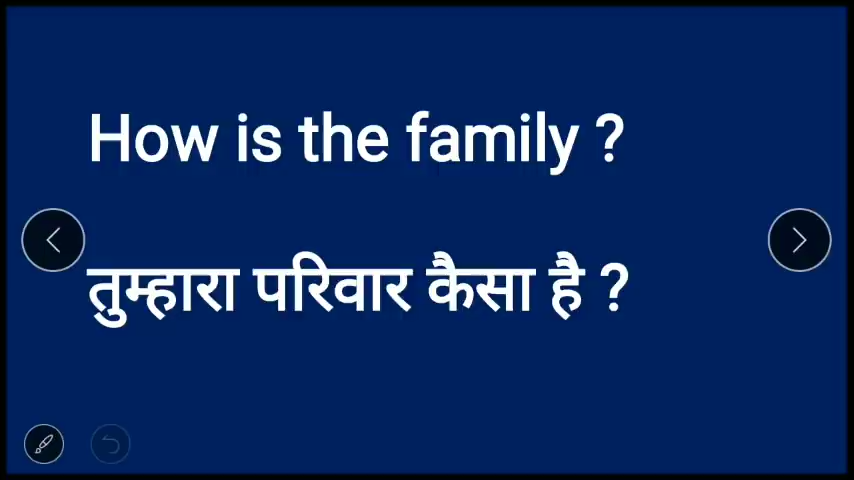 How is the family ?
तुम्हारा परिवार कैसा है ?